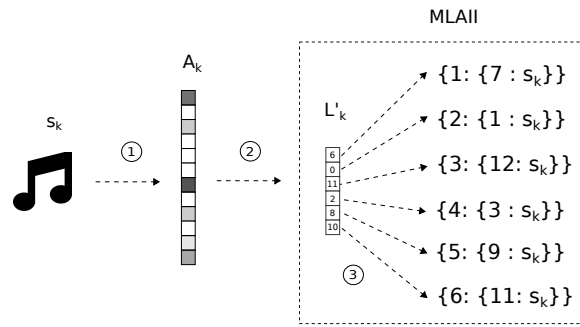 MLAII
A_k
L'_k
s_k
①
②
③
6
0
11
2
8
10
{1: {7 : s_k}}
{2: {1 : s_k}}
{3: {12: s_k}}
{4: {3 : s_k}}
{5: {9 : s_k}}
{6: {11: s_k}}